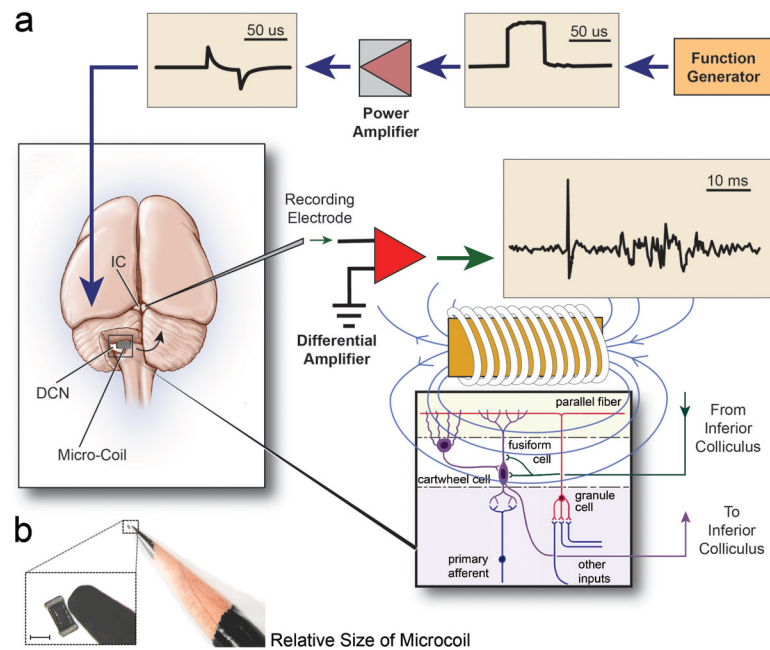 a
50 us
Power
Amplifier
50 us
Function
Generator
Recording
Electrode
10 ms
IC
Differential
Amplifier
DCN
Micro-Coil
parallel fiber
fusiform
cell
cartwheel cell
granule
cell
primary
afferent
other
inputs
From
Inferior
Colliculus
To
Inferior
Colliculus
b
Relative Size of Microcoil